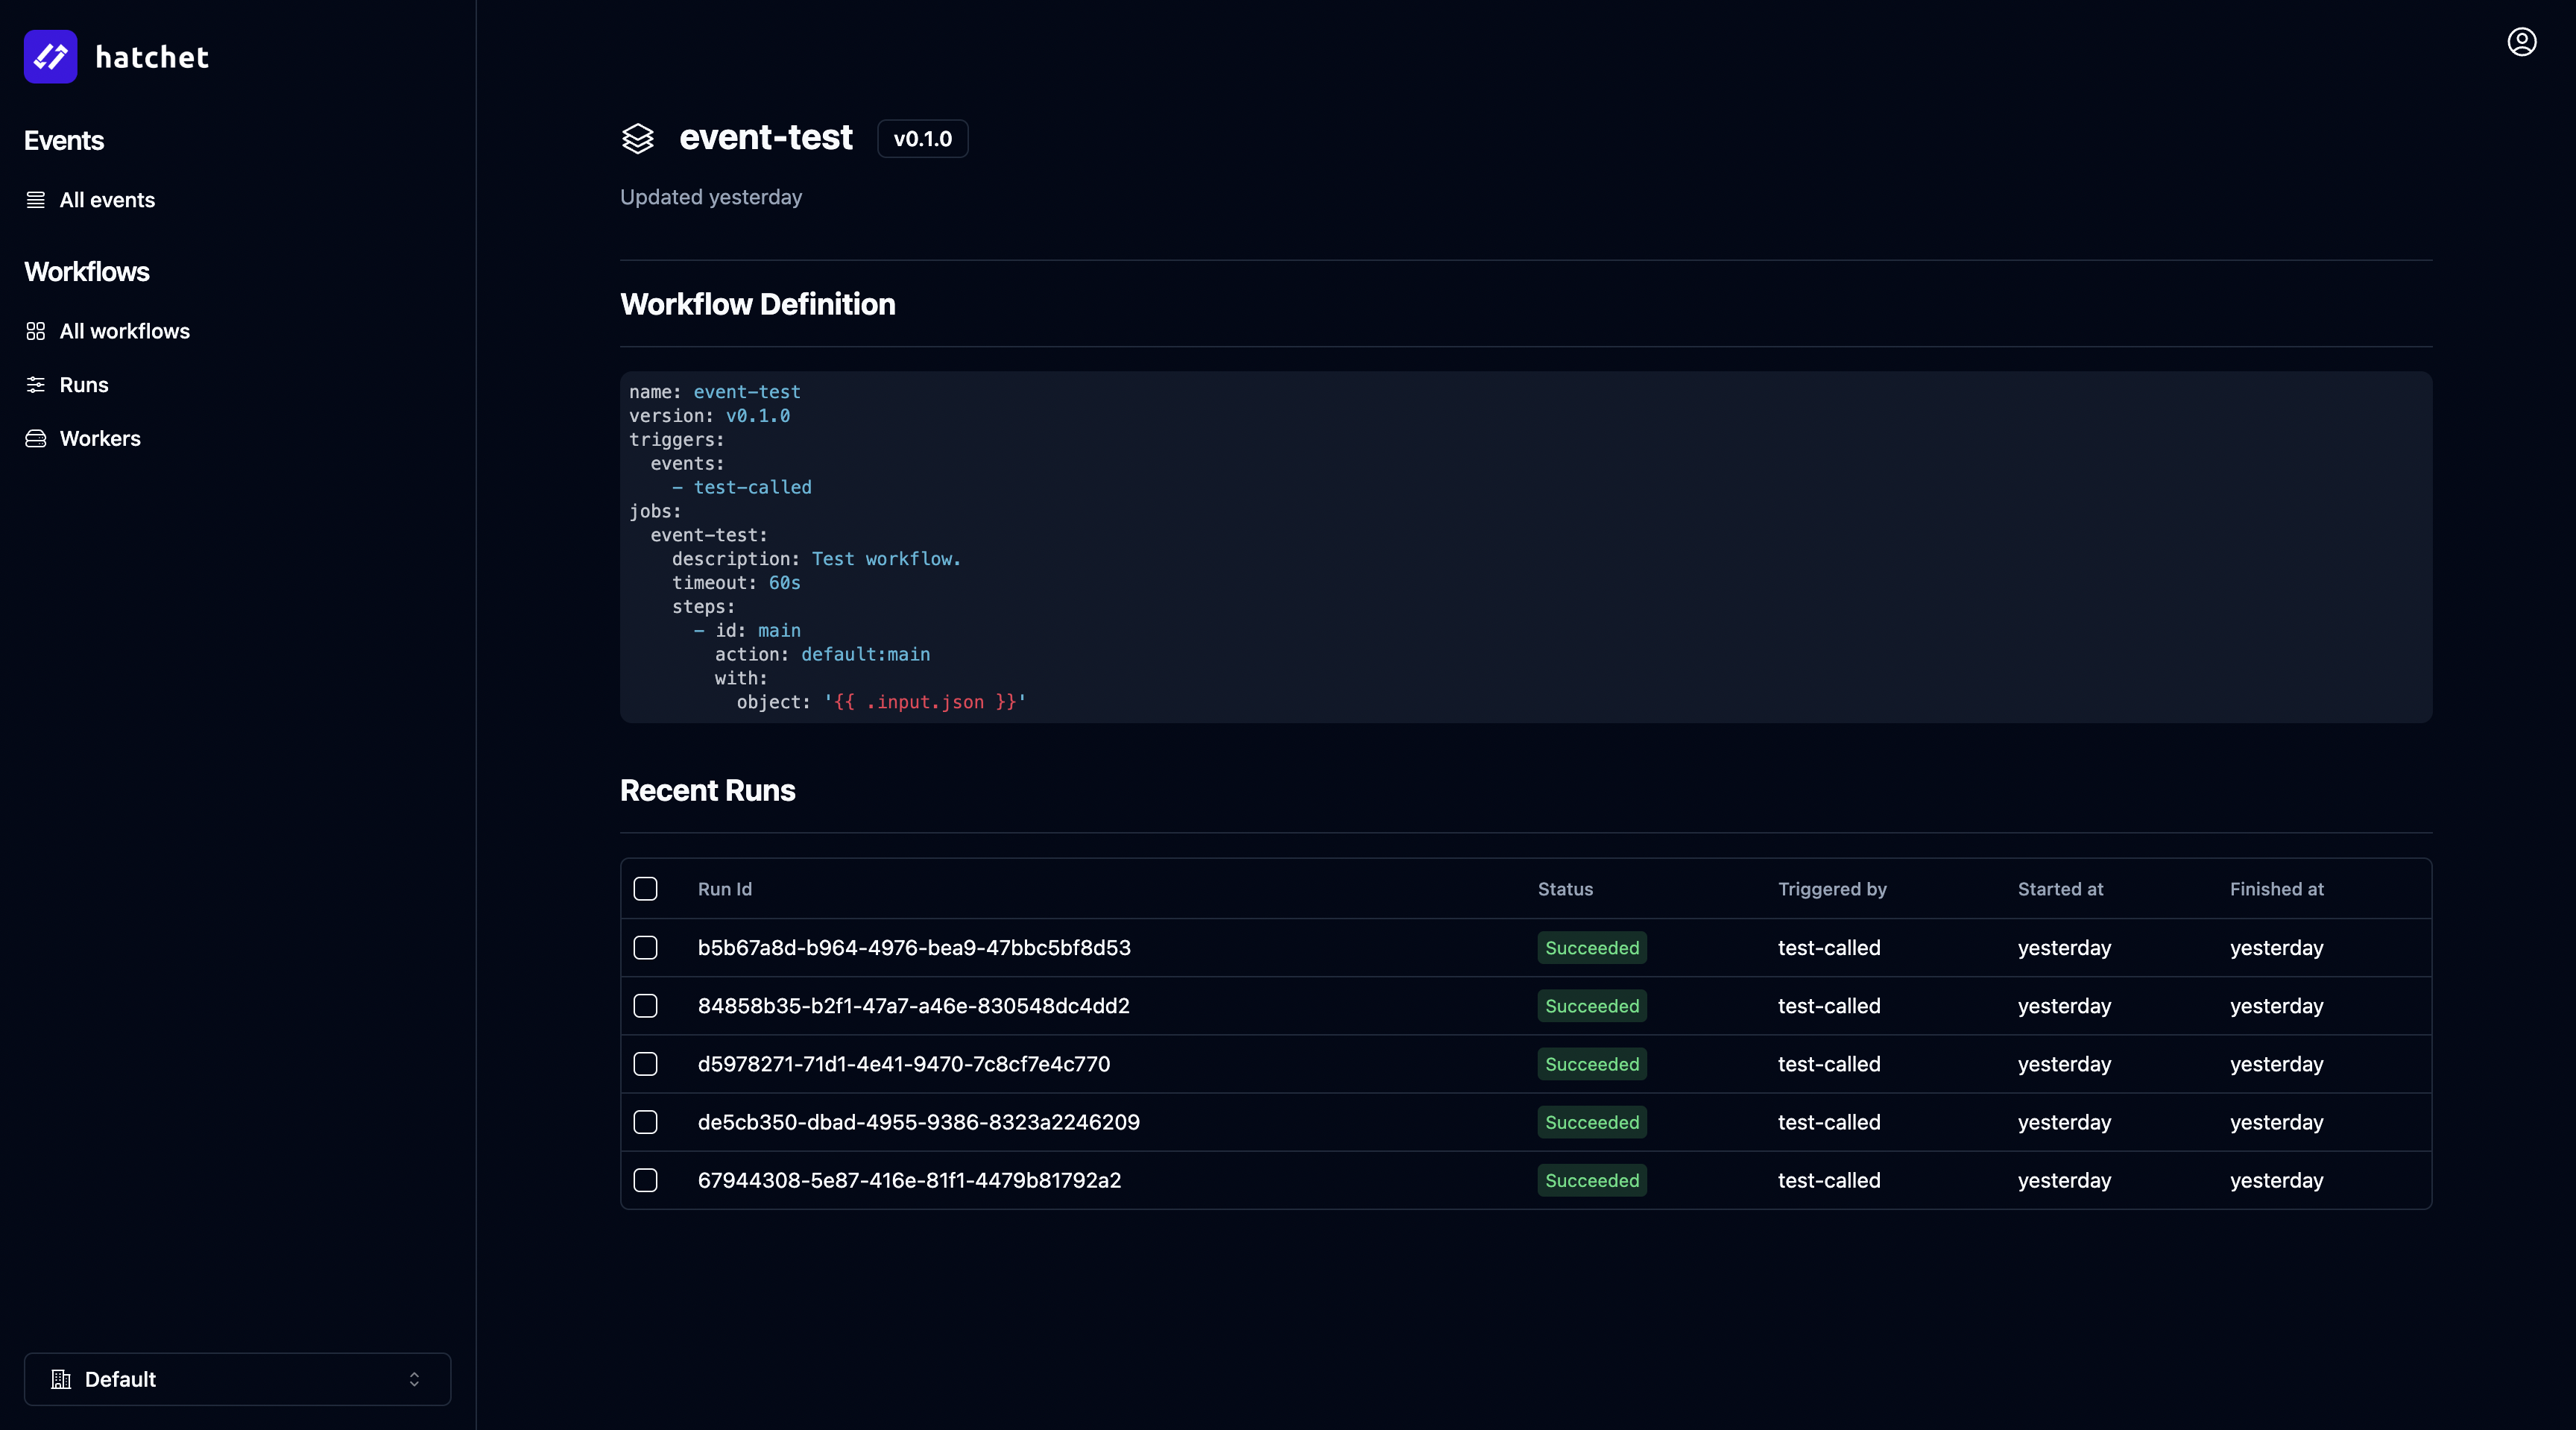 hatchet
Events
All events
Workflows
All workflows
Runs
Workers
Default
event-test v0.1.0
Updated yesterday
Workflow Definition
name: event-test
version: v0.1.0
triggers:
  events:
    - test-called
jobs:
  event-test:
    description: Test workflow.
    timeout: 60s
    steps:
      - id: main
        action: default:main
        with:
          object: '{{ .input.json }}'
Recent Runs
Run Id Status Triggered by Started at Finished at
b5b67a8d-b964-4976-bea9-47bbc5bf8d53 Succeeded test-called yesterday yesterday
84858b35-b2f1-47a7-a46e-830548dc4dd2 Succeeded test-called yesterday yesterday
d5978271-71d1-4e41-9470-7c8cf7e4c770 Succeeded test-called yesterday yesterday
de5cb350-dbad-4955-9386-8323a2246209 Succeeded test-called yesterday yesterday
67944308-5e87-416e-81f1-4479b81792a2 Succeeded test-called yesterday yesterday